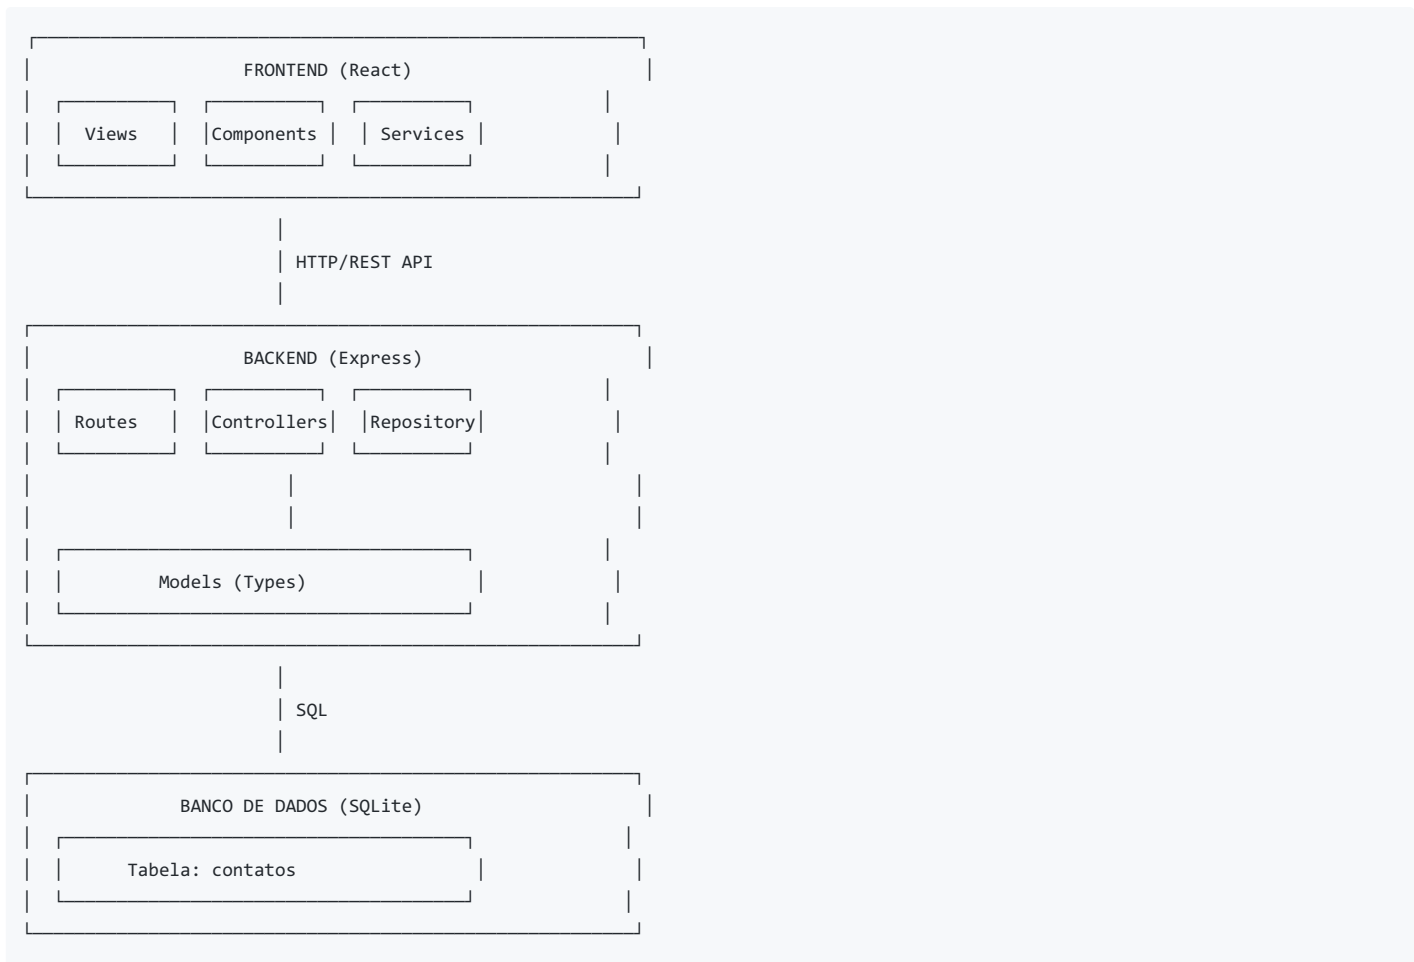 FRONTEND (React)
Views Components Services
HTTP/REST API
BACKEND (Express)
Routes Controllers Repository
Models (Types)
SQL
BANCO DE DADOS (SQLite)
Tabela: contatos